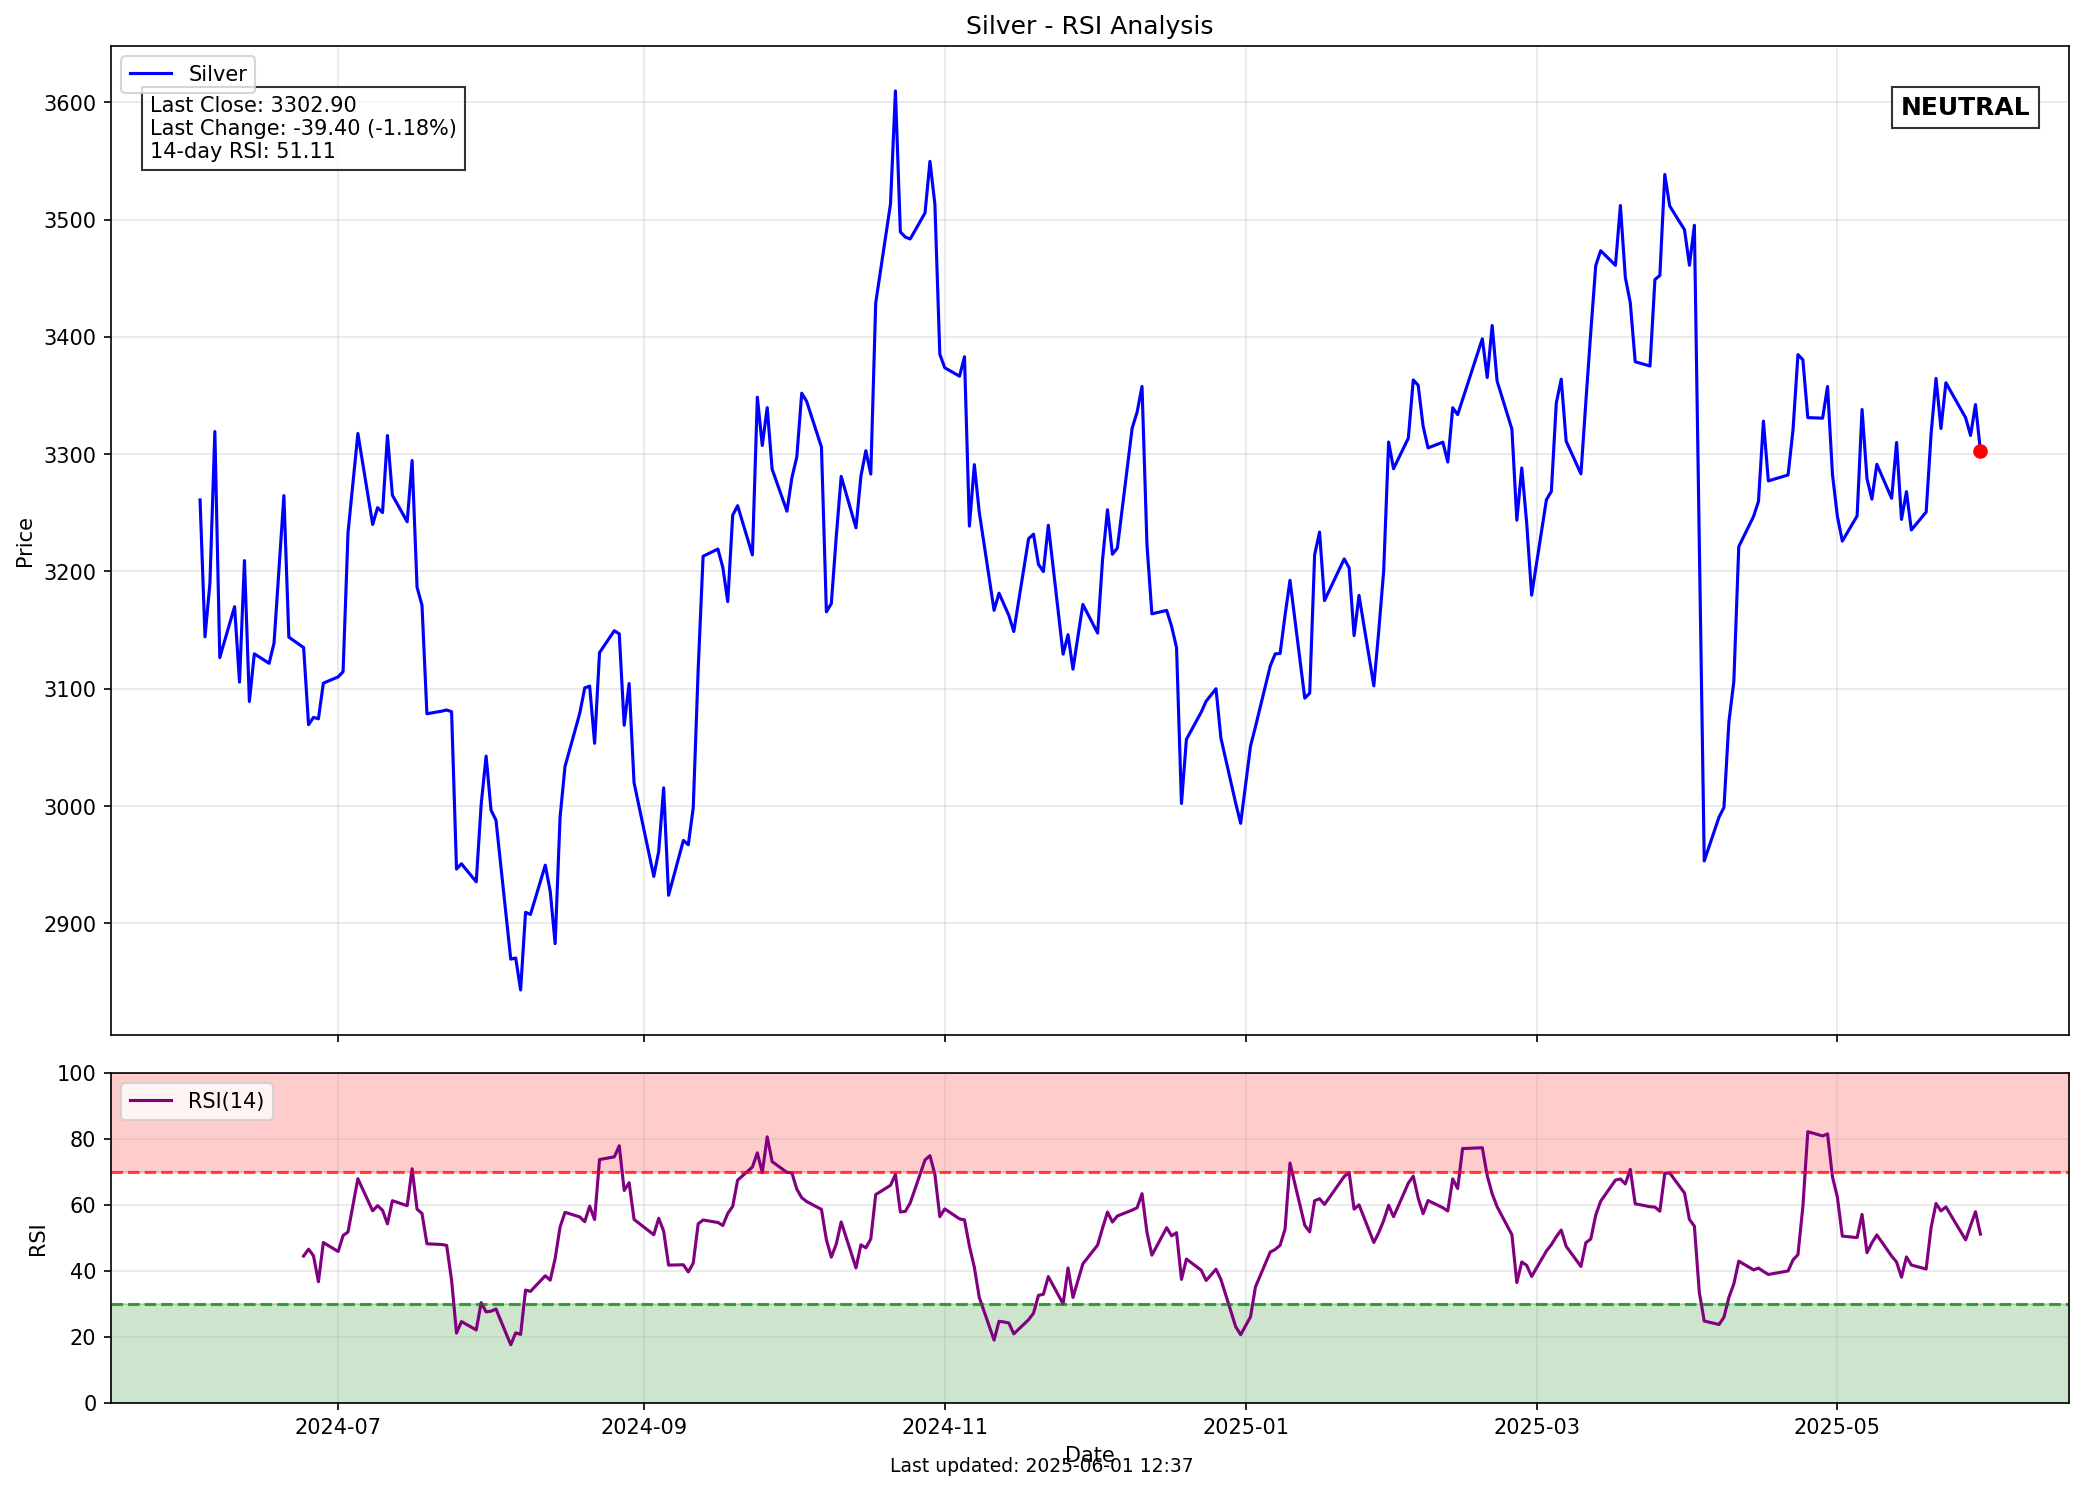 Silver - RSI Analysis
Silver
Last Close: 3302.90
Last Change: -39.40 (-1.18%)
14-day RSI: 51.11
NEUTRAL
3600
3500
3400
3300
3200
3100
3000
2900
Price
RSI(14)
100
80
60
40
20
0
RSI
2024-07
2024-09
2024-11
2025-01
2025-03
2025-05
Date
Last updated: 2025-06-01 12:37